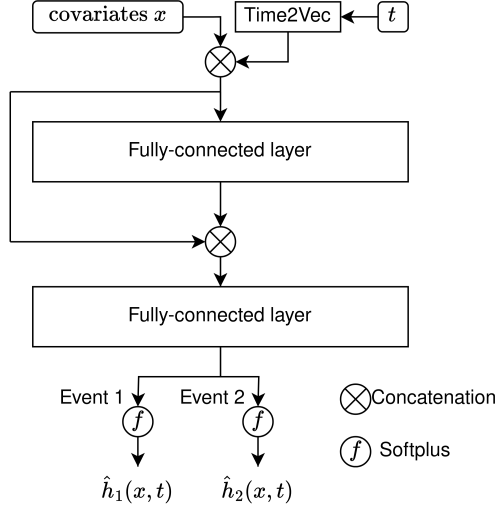 covariates x
Time2Vec
t
Fully-connected layer
Fully-connected layer
Event 1
Event 2
f
f
ĥ₁(x, t)
ĥ₂(x, t)
Concatenation
f
Softplus